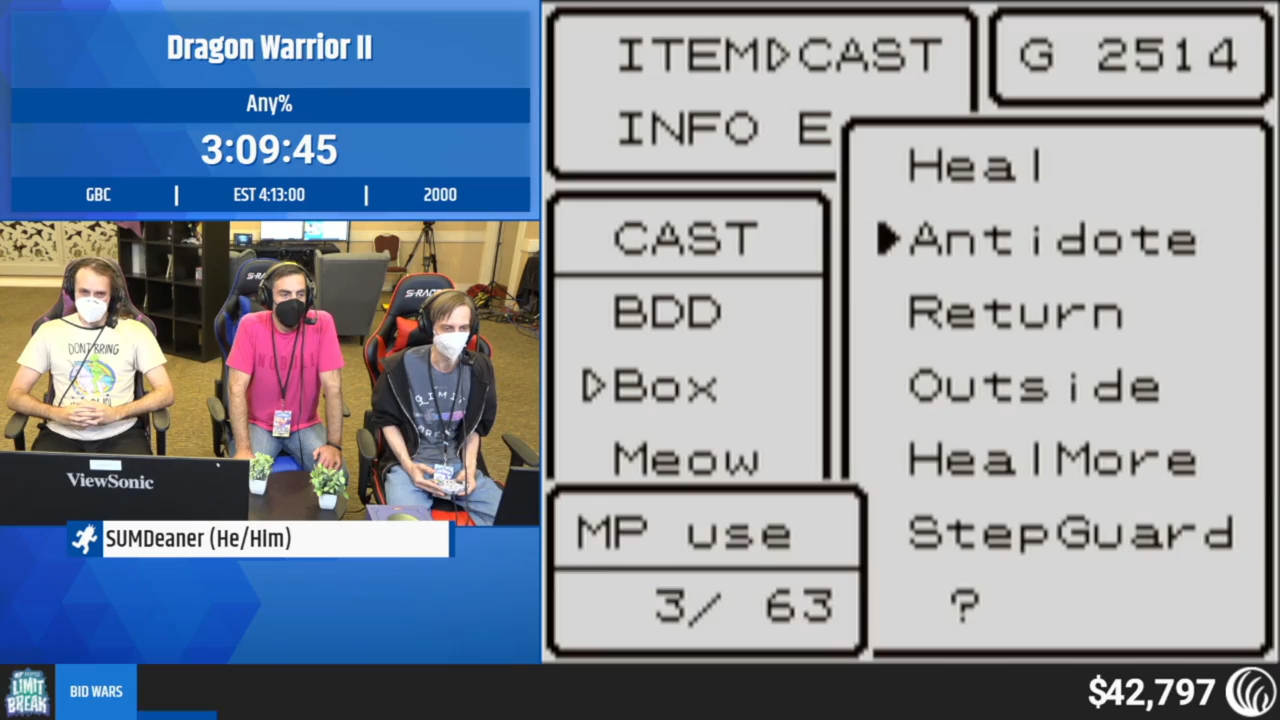 Dragon Warrior II
Any%
3:09:45
GBC | EST 4:13:00 | 2000
ITEM▷CAST
INFO E
G 2514
CAST
BDD
▷Box
Meow
MP use
3/ 63
Heal
▶Antidote
Return
Outside
HealMore
StepGuard
?
DON'T BRING
ViewSonic
SUMDeaner (He/HIm)
LIMIT
BREAK
BID WARS
$42,797